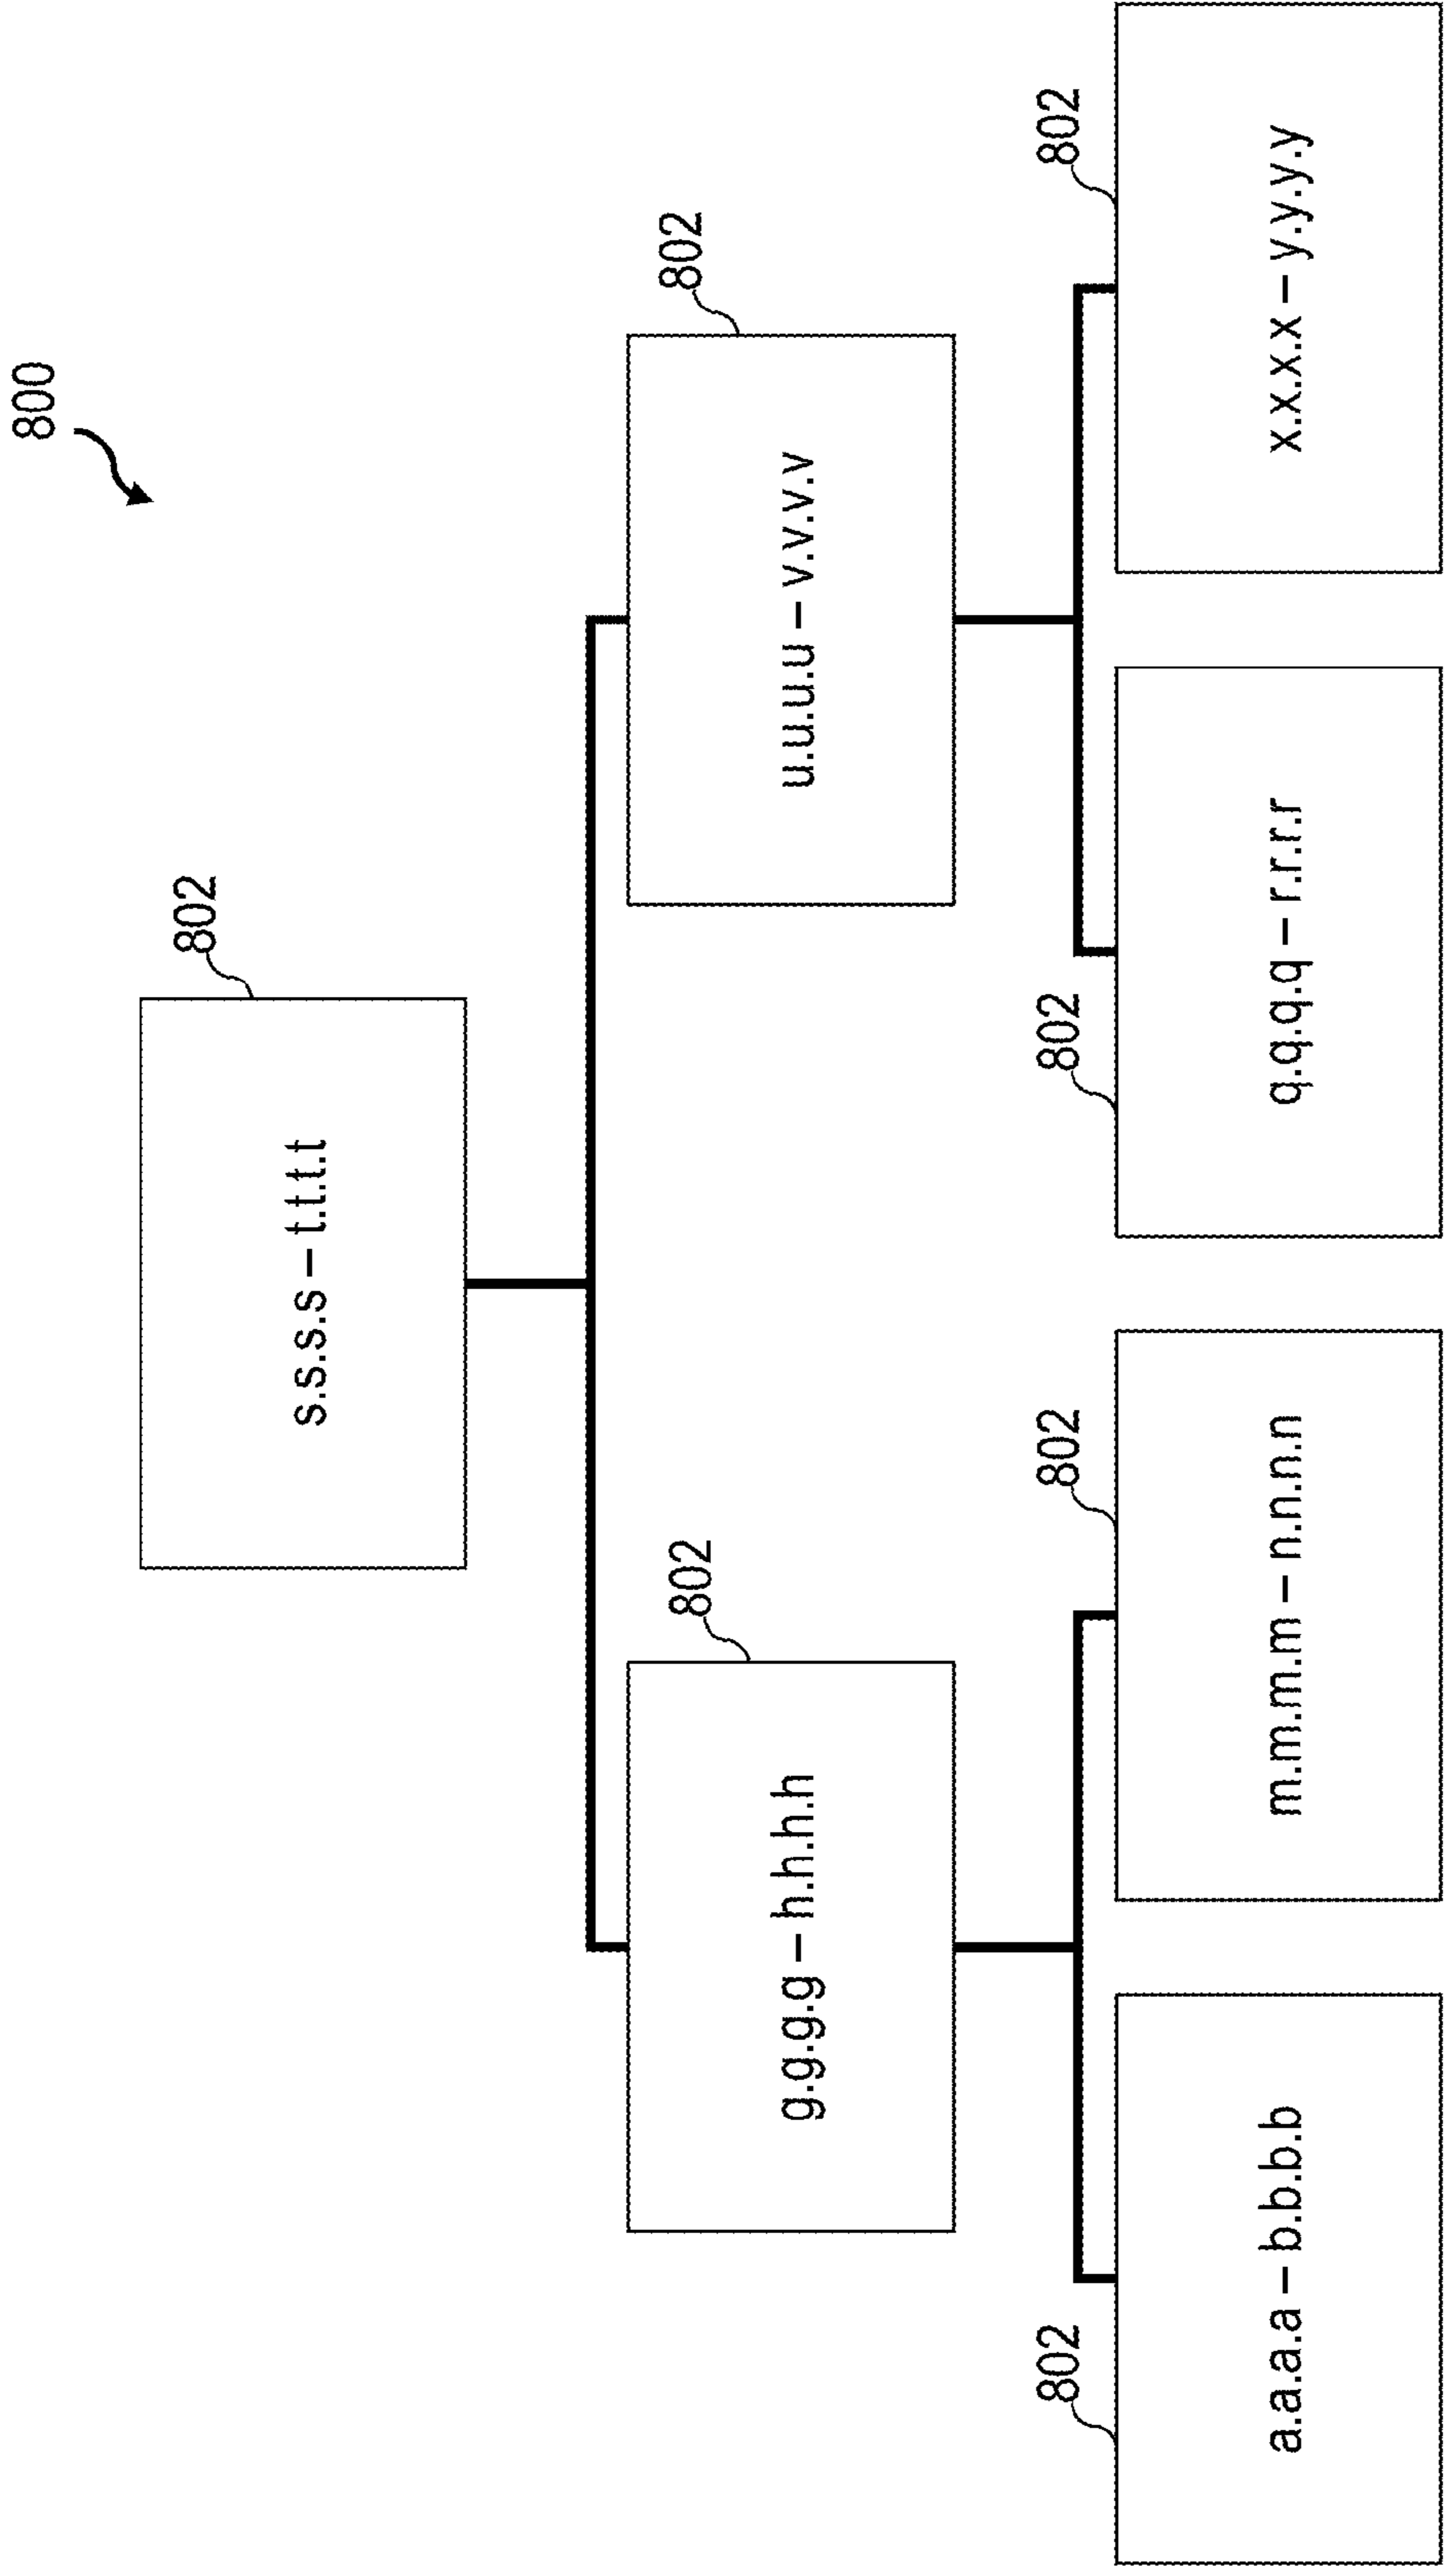 800
802
s.s.s.s – t.t.t.t
802
802
g.g.g.g – h.h.h.h
u.u.u.u – v.v.v.v
802
802
802
802
a.a.a.a – b.b.b.b
m.m.m.m – n.n.n.n
q.q.q.q – r.r.r.r
x.x.x.x – y.y.y.y